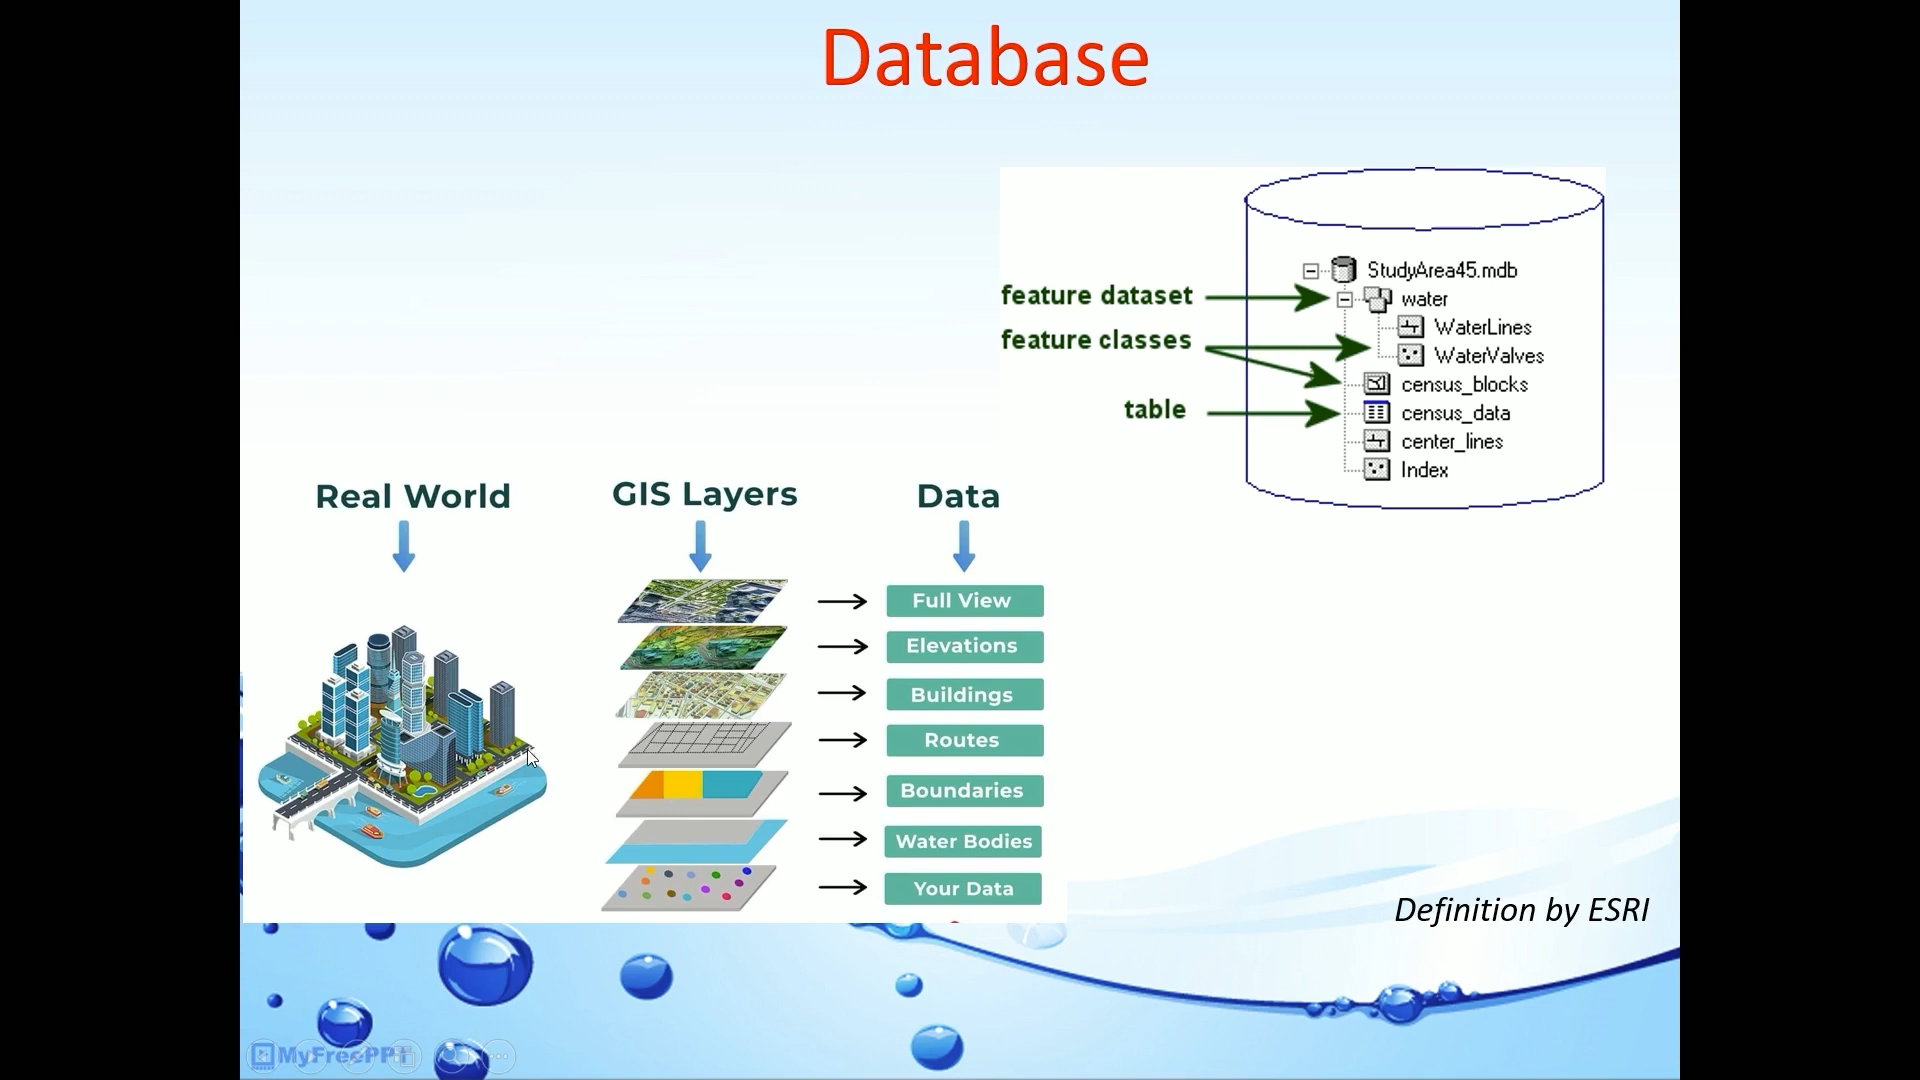 Database
StudyArea45.mdb
feature dataset
water
WaterLines
feature classes
WaterValves
census_blocks
table
census_data
center_lines
Index
Real World
GIS Layers
Data
Full View
Elevations
Buildings
Routes
Boundaries
Water Bodies
Your Data
Definition by ESRI
MyFreePPT